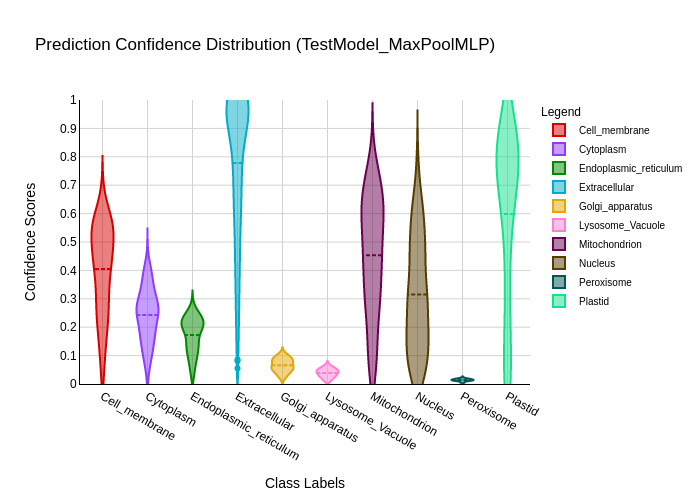 Prediction Confidence Distribution (TestModel_MaxPoolMLP)
Legend
Cell_membrane
Cytoplasm
Endoplasmic_reticulum
Extracellular
Golgi_apparatus
Lysosome_Vacuole
Mitochondrion
Nucleus
Peroxisome
Plastid
Confidence Scores
1
0.9
0.8
0.7
0.6
0.5
0.4
0.3
0.2
0.1
0
Cell_membrane
Cytoplasm
Endoplasmic_reticulum
Extracellular
Golgi_apparatus
Lysosome_Vacuole
Mitochondrion
Nucleus
Peroxisome
Plastid
Class Labels